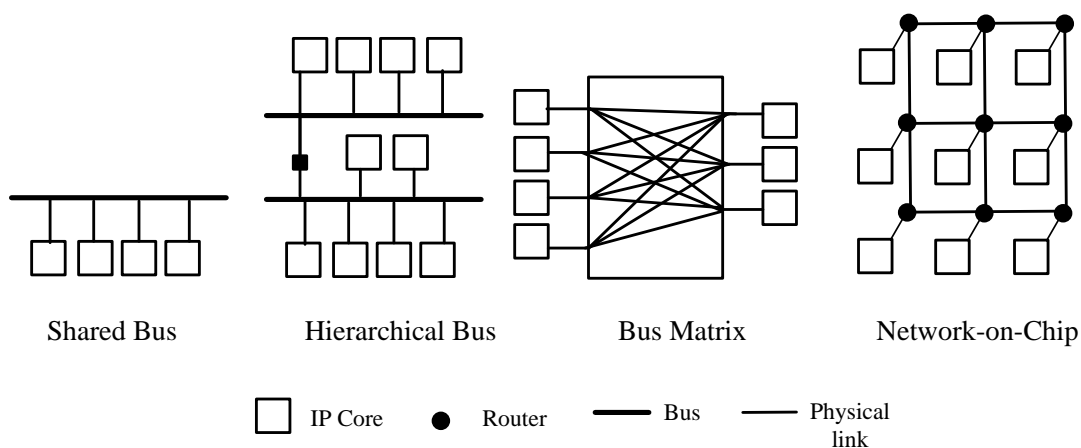 Shared Bus
Hierarchical Bus
Bus Matrix
Network-on-Chip
IP Core
Router
Bus
Physical
link